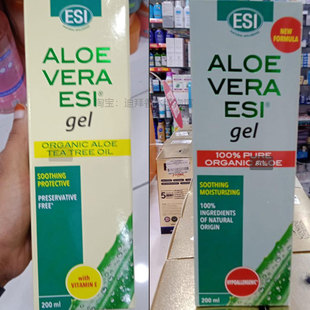 ESI
ALOE
VERA
ESI®
gel
ORGANIC ALOE
TEA TREE OIL
SOOTHING
PROTECTIVE
PRESERVATIVE
FREE*
with
VITAMIN E
200 ml
ESI
NEW
FORMULA
ALOE
VERA
ESI®
gel
100% PURE
ORGANIC ALOE
SOOTHING
MOISTURIZING
100%
INGREDIENTS
OF NATURAL
ORIGIN
HYPOALLERGENIC*
200 ml